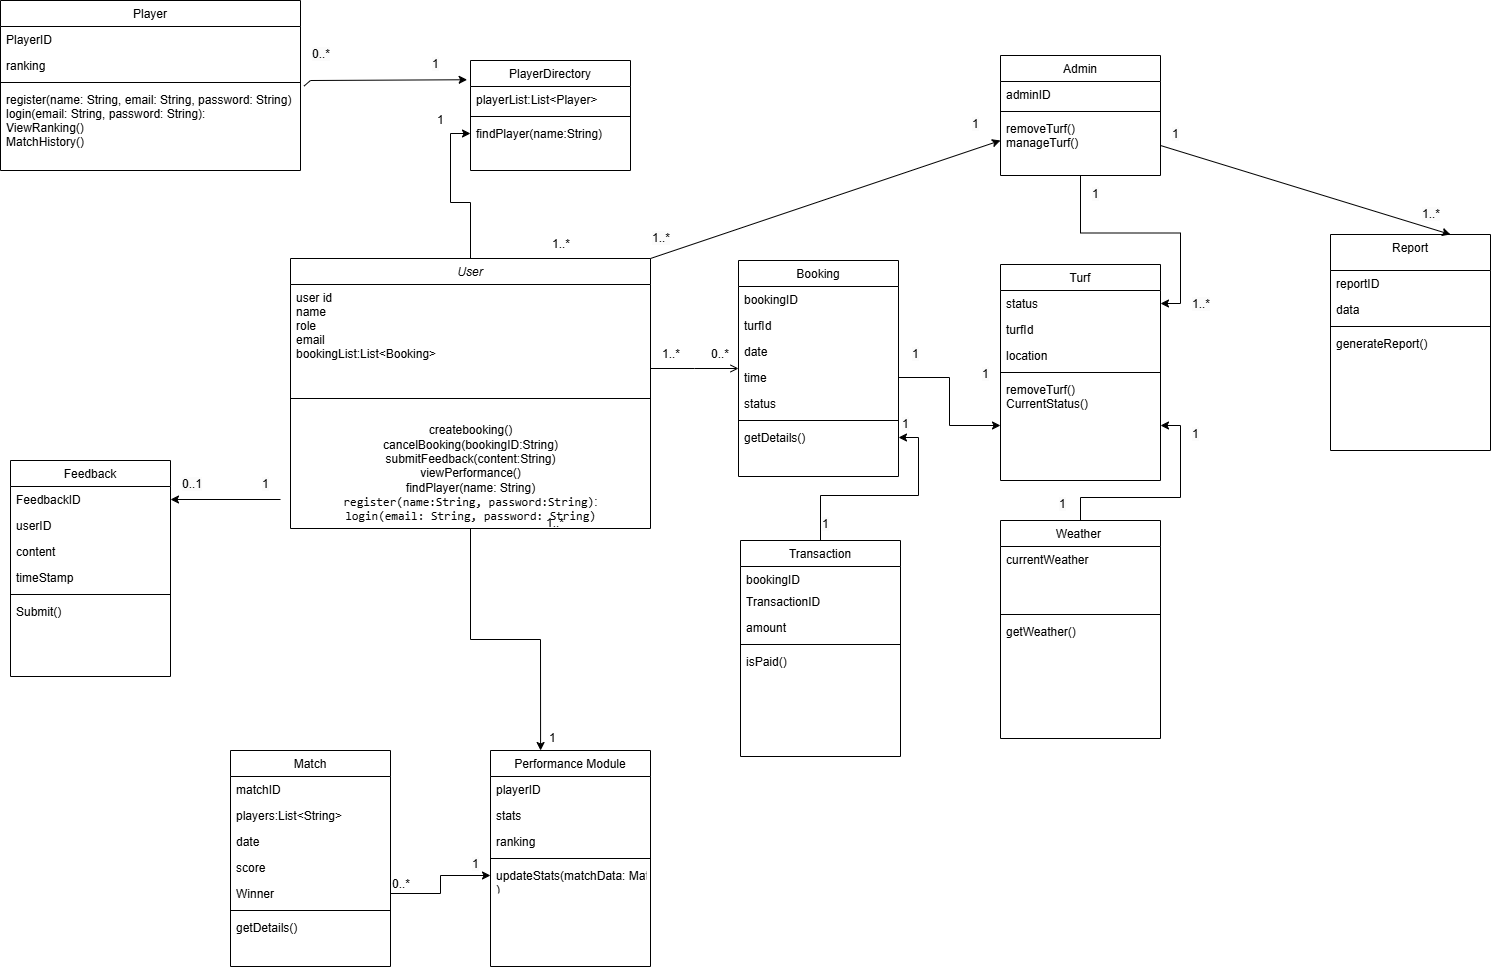 Player
PlayerID
ranking
register(name: String, email: String, password: String)
login(email: String, password: String):
ViewRanking()
MatchHistory()
0..*
1
PlayerDirectory
playerList:List<Player>
findPlayer(name:String)
1
Admin
adminID
removeTurf()
manageTurf()
1
1
1
1..*
Report
reportID
data
generateReport()
1..*
1..*
User
user id
name
role
email
bookingList:List<Booking>
createbooking()
cancelBooking(bookingID:String)
submitFeedback(content:String)
viewPerformance()
findPlayer(name: String)
register(name:String, password:String):
login(email: String, password: String)
1..*
1..*
0..*
Booking
bookingID
turfId
date
time
status
getDetails()
1
1
1
Turf
status
turfId
location
removeTurf()
CurrentStatus()
1..*
1
1
Feedback
FeedbackID
userID
content
timeStamp
Submit()
0..1
1
1
Transaction
bookingID
TransactionID
amount
isPaid()
Weather
currentWeather
getWeather()
Match
matchID
players:List<String>
date
score
Winner
getDetails()
0..*
1
1
Performance Module
playerID
stats
ranking
updateStats(matchData: Mat
)